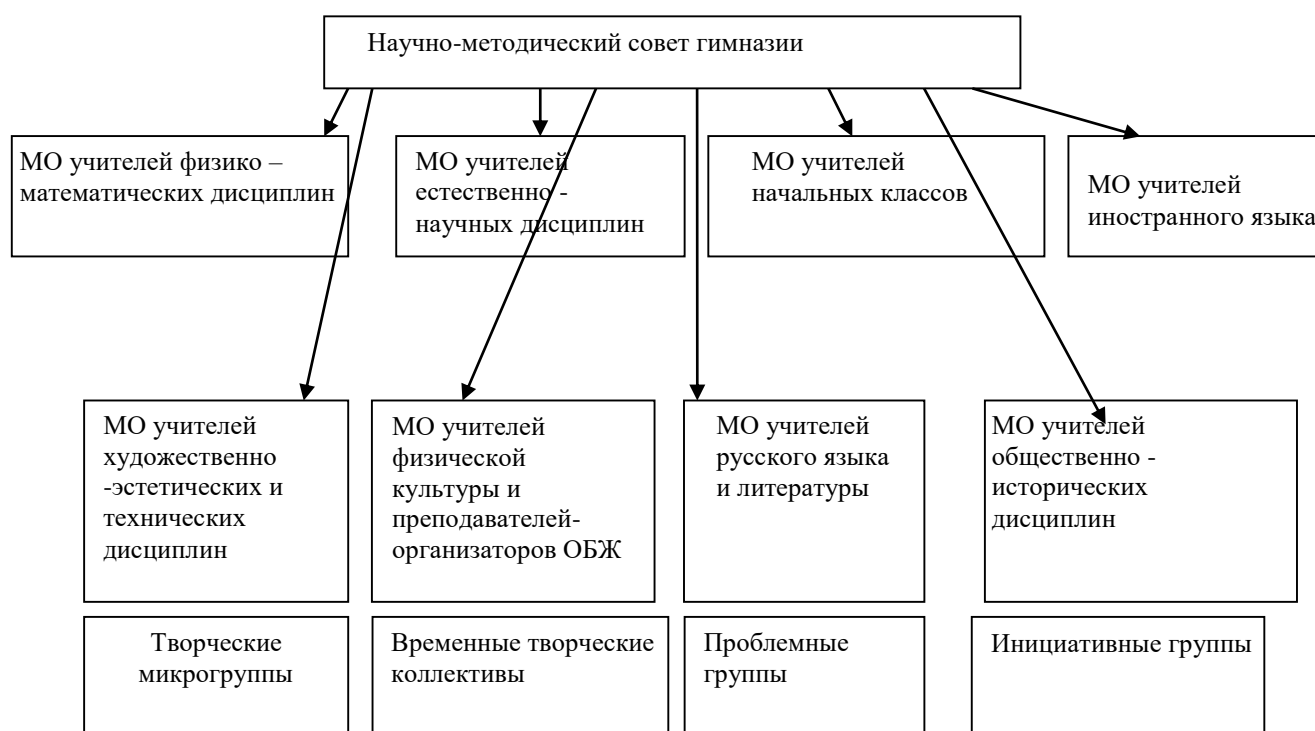 Научно-методический совет гимназии
МО учителей физико –
математических дисциплин
МО учителей
естественно -
научных дисциплин
МО учителей
начальных классов
МО учителей
иностранного языка
МО учителей
художественно
-эстетических и
технических
дисциплин
МО учителей
физической
культуры и
преподавателей-
организаторов ОБЖ
МО учителей
русского языка
и литературы
МО учителей
общественно -
исторических
дисциплин
Творческие
микрогруппы
Временные творческие
коллективы
Проблемные
группы
Инициативные группы